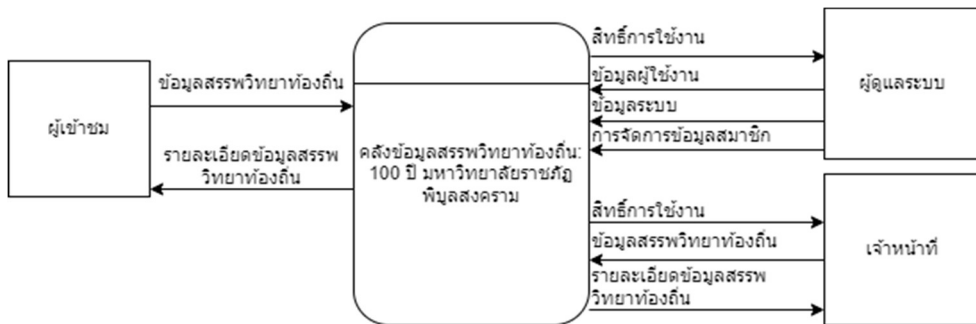 ผู้เข้าชม
ข้อมูลสรรพวิทยาท้องถิ่น
รายละเอียดข้อมูลสรรพ
วิทยาท้องถิ่น
คลังข้อมูลสรรพวิทยาท้องถิ่น:
100 ปี มหาวิทยาลัยราชภัฏ
พิบูลสงคราม
สิทธิ์การใช้งาน
ข้อมูลผู้ใช้งาน
ข้อมูลระบบ
การจัดการข้อมูลสมาชิก
ผู้ดูแลระบบ
สิทธิ์การใช้งาน
ข้อมูลสรรพวิทยาท้องถิ่น
รายละเอียดข้อมูลสรรพ
วิทยาท้องถิ่น
เจ้าหน้าที่